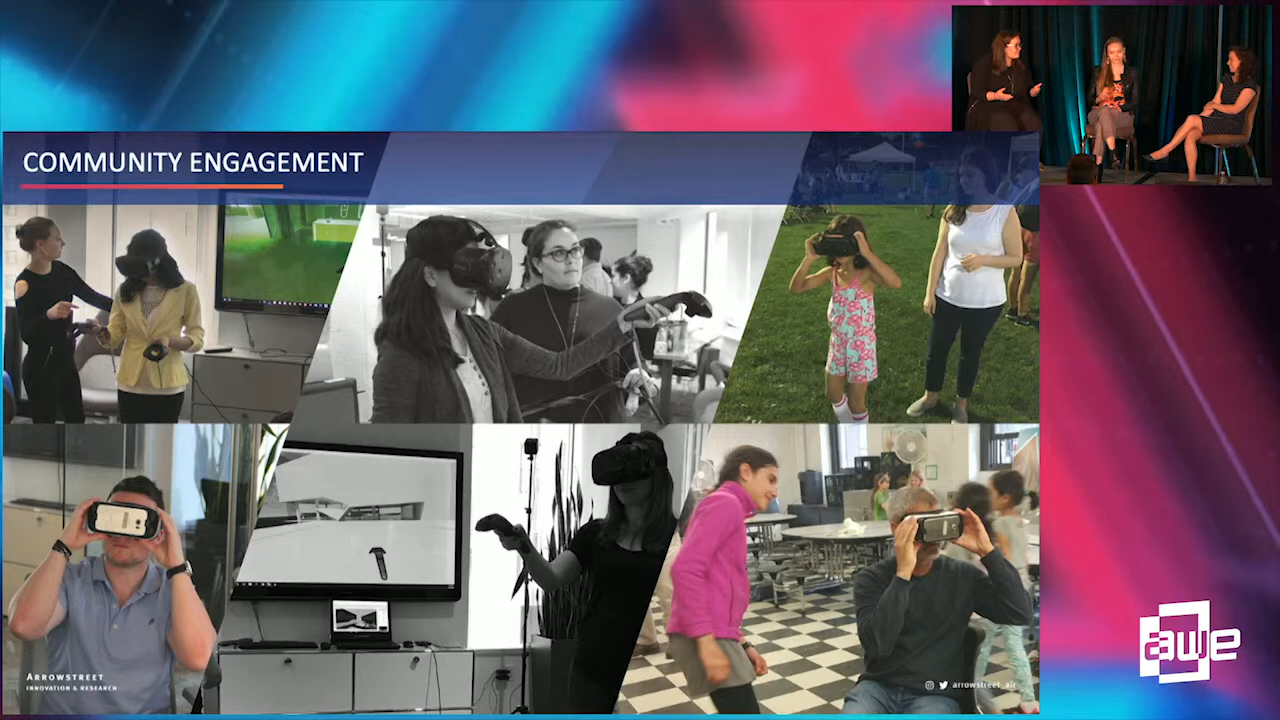 COMMUNITY ENGAGEMENT
ARROWSTREET
INNOVATION & RESEARCH
arrowstreet_air
awe